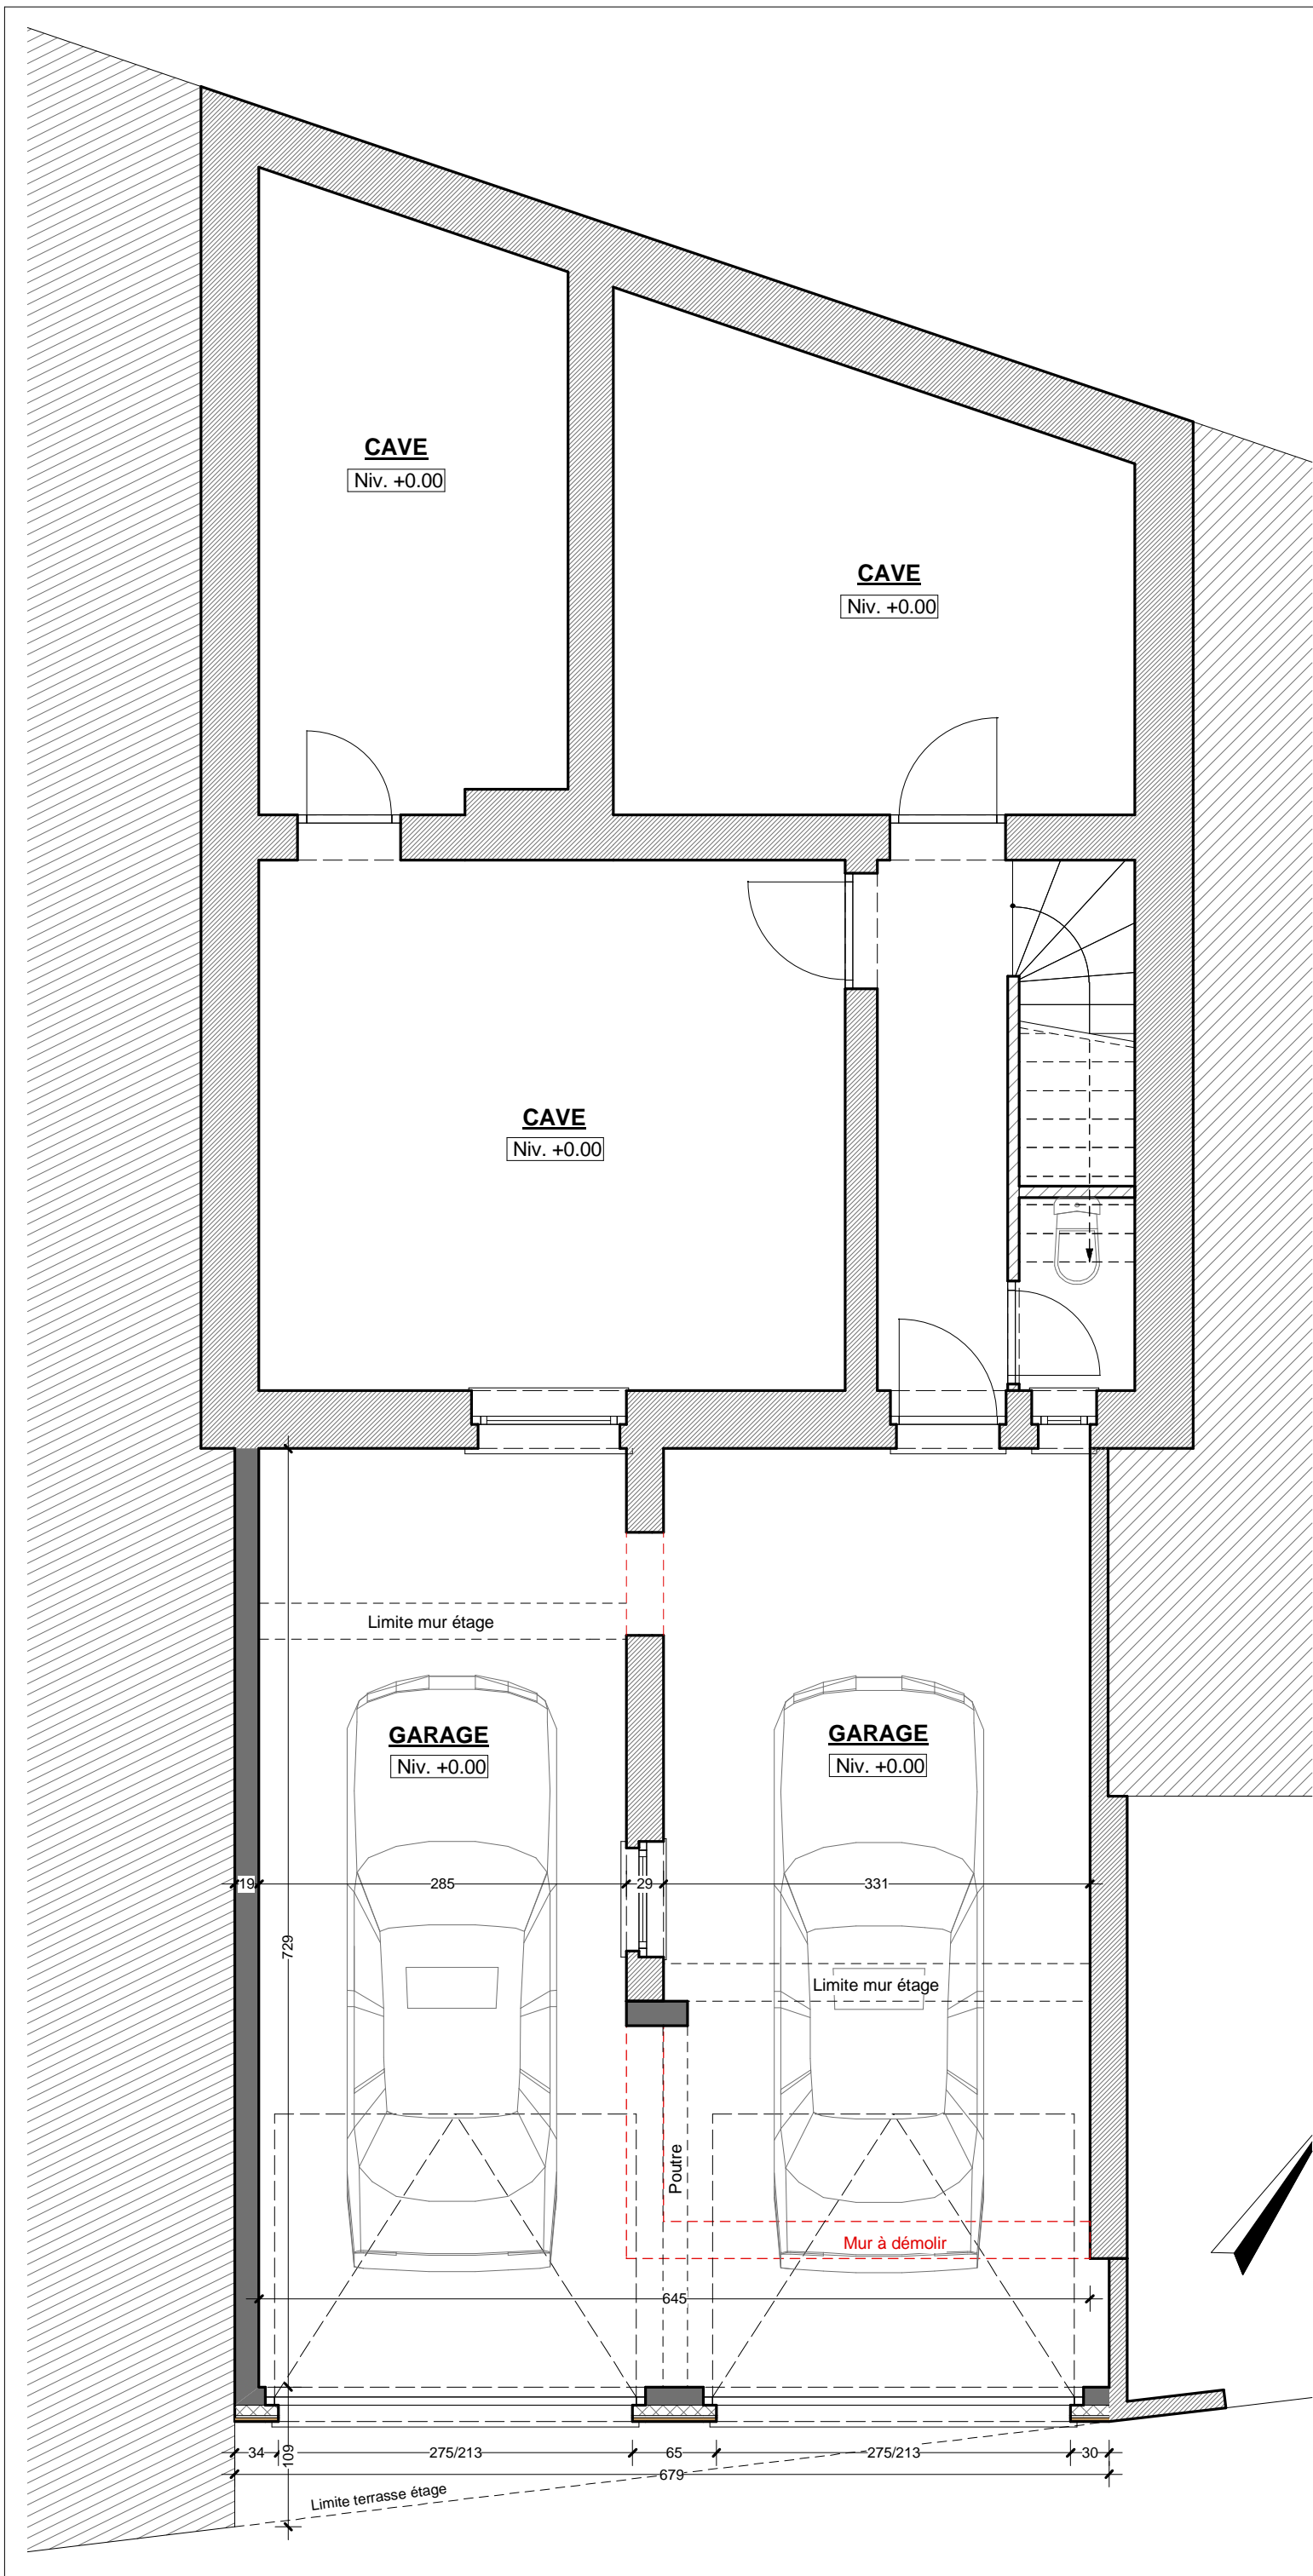 CAVE
Niv. +0.00
CAVE
Niv. +0.00
CAVE
Niv. +0.00
Limite mur étage
GARAGE
Niv. +0.00
GARAGE
Niv. +0.00
19
285
29
331
729
Limite mur étage
Poutre
Mur à démolir
645
34
109
275/213
65
275/213
30
679
Limite terrasse étage